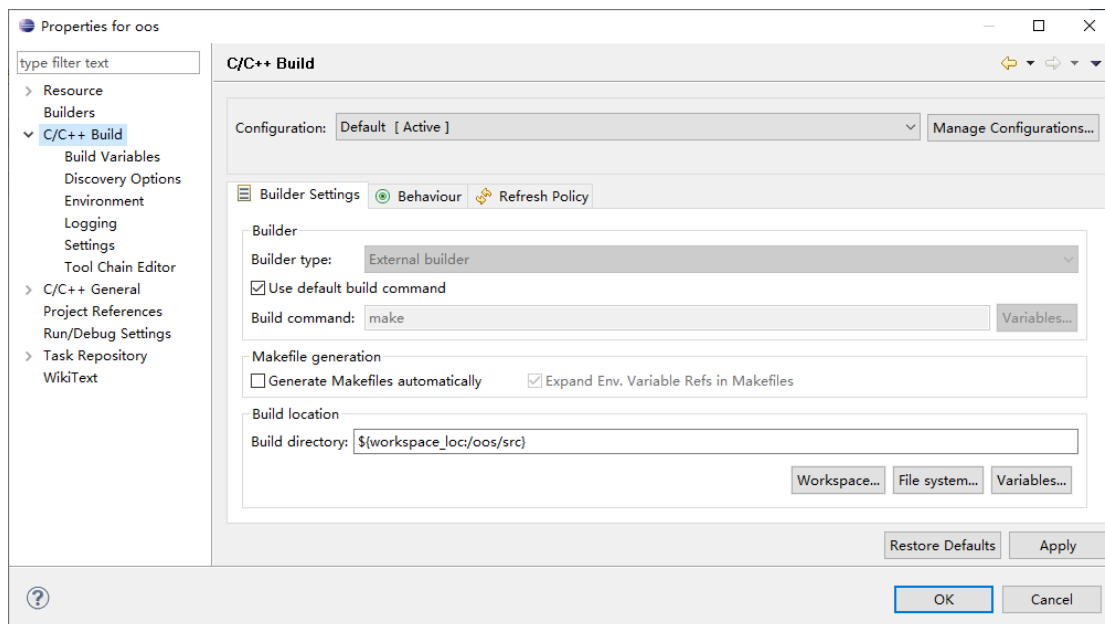 Properties for oos
type filter text
Resource
Builders
C/C++ Build
Build Variables
Discovery Options
Environment
Logging
Settings
Tool Chain Editor
C/C++ General
Project References
Run/Debug Settings
Task Repository
WikiText
C/C++ Build
Configuration: Default [ Active ] Manage Configurations...
Builder Settings Behaviour Refresh Policy
Builder
Builder type: External builder
Use default build command
Build command: make Variables...
Makefile generation
Generate Makefiles automatically Expand Env. Variable Refs in Makefiles
Build location
Build directory: ${workspace_loc:/oos/src}
Workspace... File system... Variables...
Restore Defaults Apply
? OK Cancel